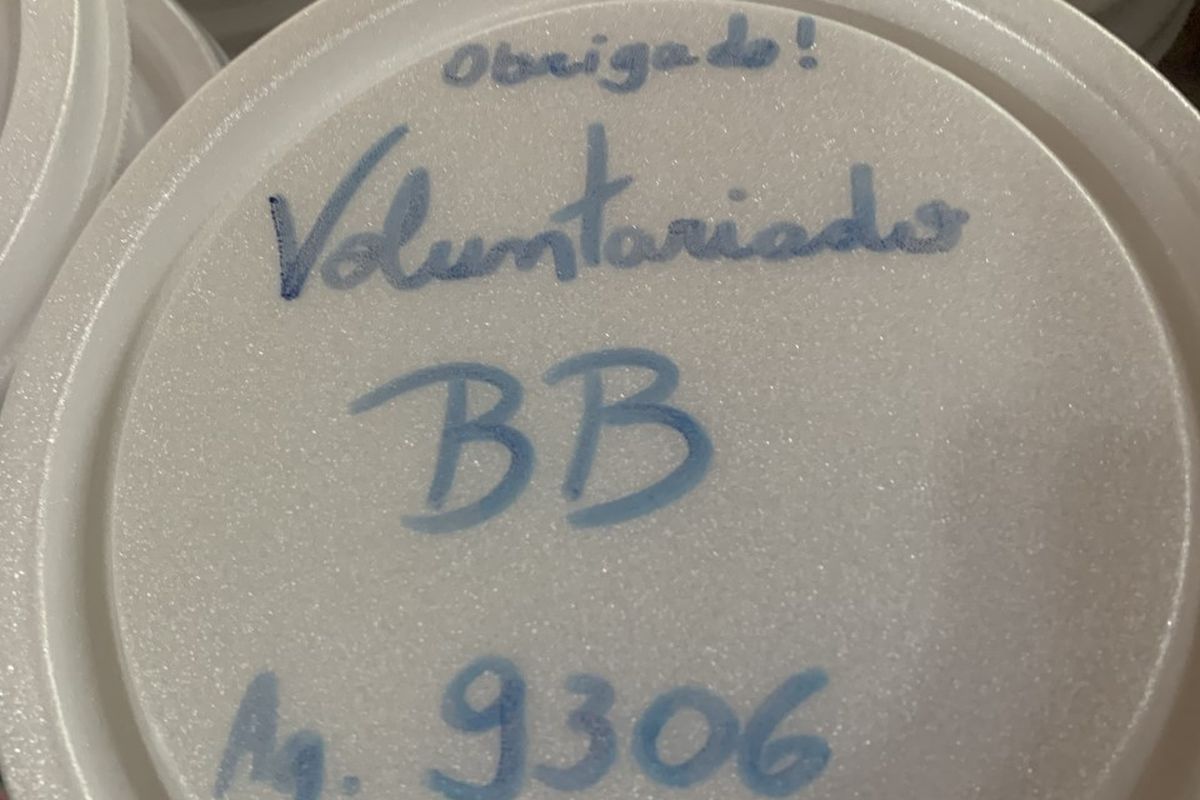 Obrigado!
Voluntariado
BB
Ag. 9306